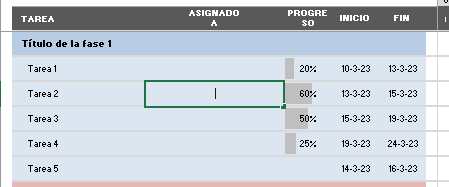 TAREA ASIGNADO A PROGRESO INICIO FIN
Título de la fase 1
Tarea 1 20% 10-3-23 13-3-23
Tarea 2 60% 13-3-23 15-3-23
Tarea 3 50% 15-3-23 19-3-23
Tarea 4 25% 19-3-23 24-3-23
Tarea 5 14-3-23 16-3-23